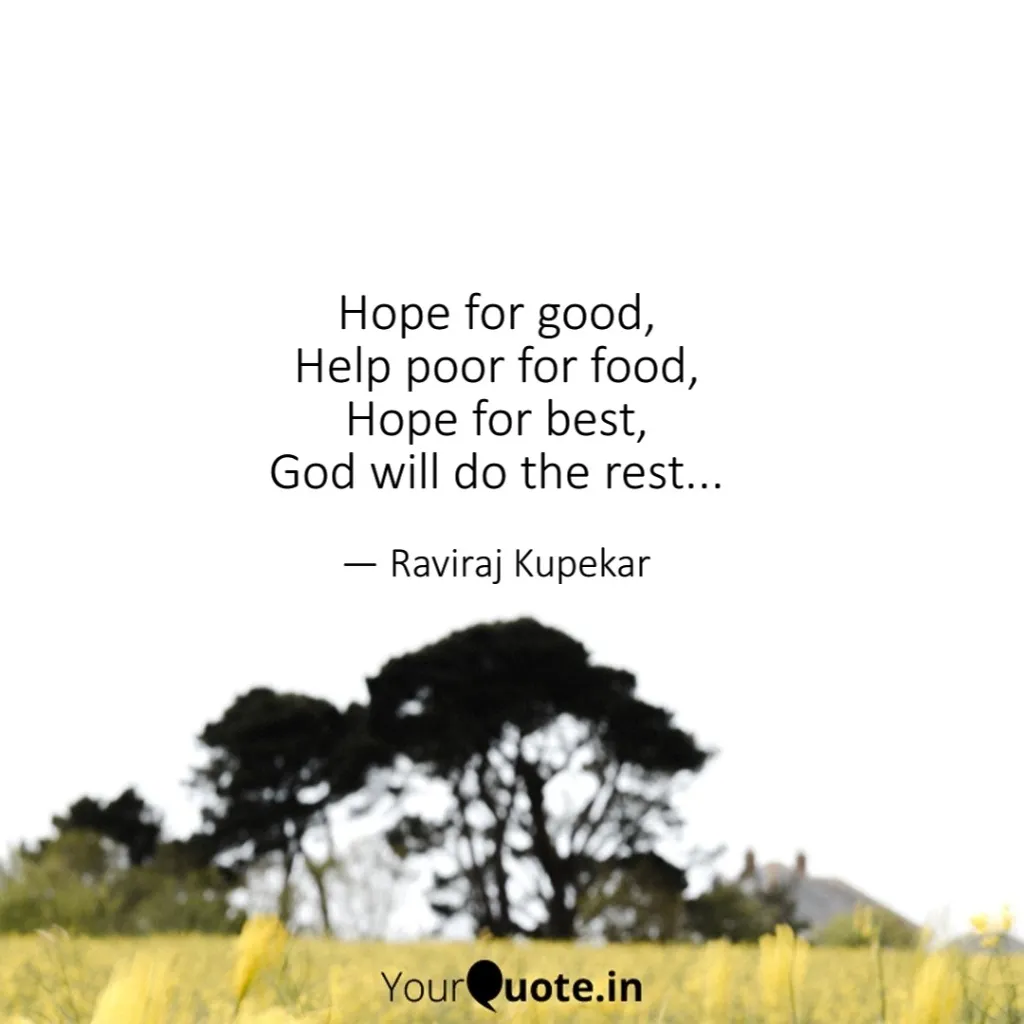 Hope for good,
Help poor for food,
Hope for best,
God will do the rest...
— Raviraj Kupekar
YourQuote.in